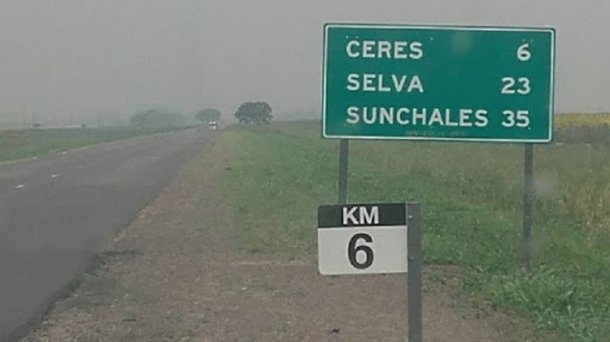 CERES 6
SELVA 23
SUNCHALES 35
KM
6